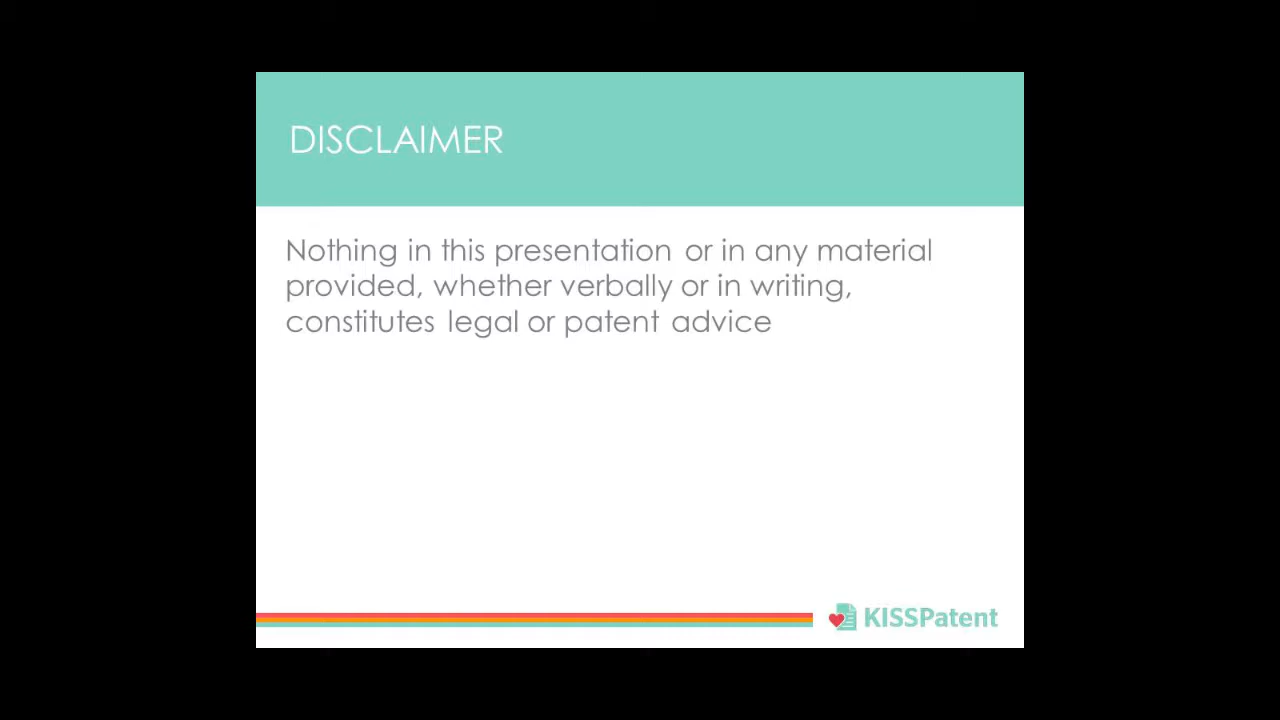 DISCLAIMER
Nothing in this presentation or in any material
provided, whether verbally or in writing,
constitutes legal or patent advice
KISSPatent